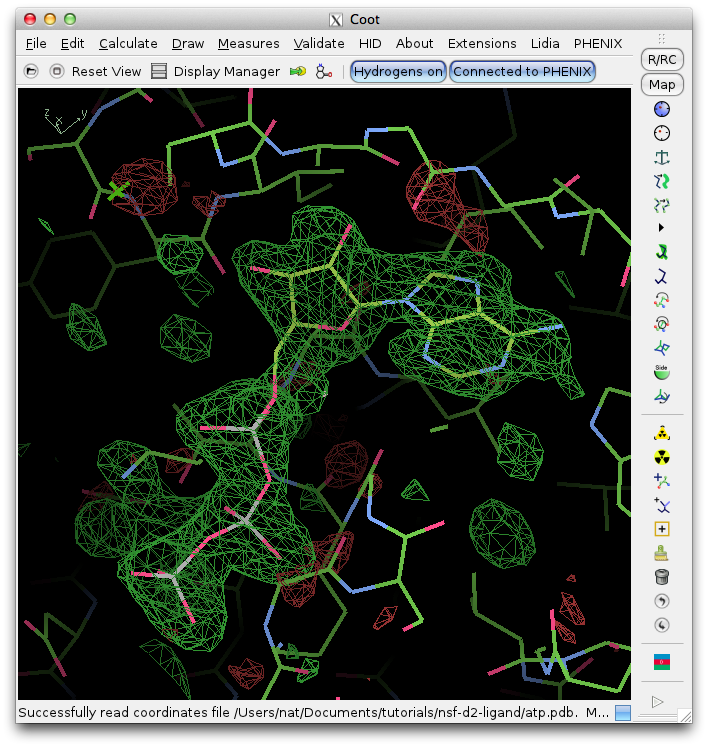 Coot
File Edit Calculate Draw Measures Validate HID About Extensions Lidia PHENIX
R/RC
Reset View Display Manager Hydrogens on Connected to PHENIX
Map
z x y
Side
Successfully read coordinates file /Users/nat/Documents/tutorials/nsf-d2-ligand/atp.pdb. M...